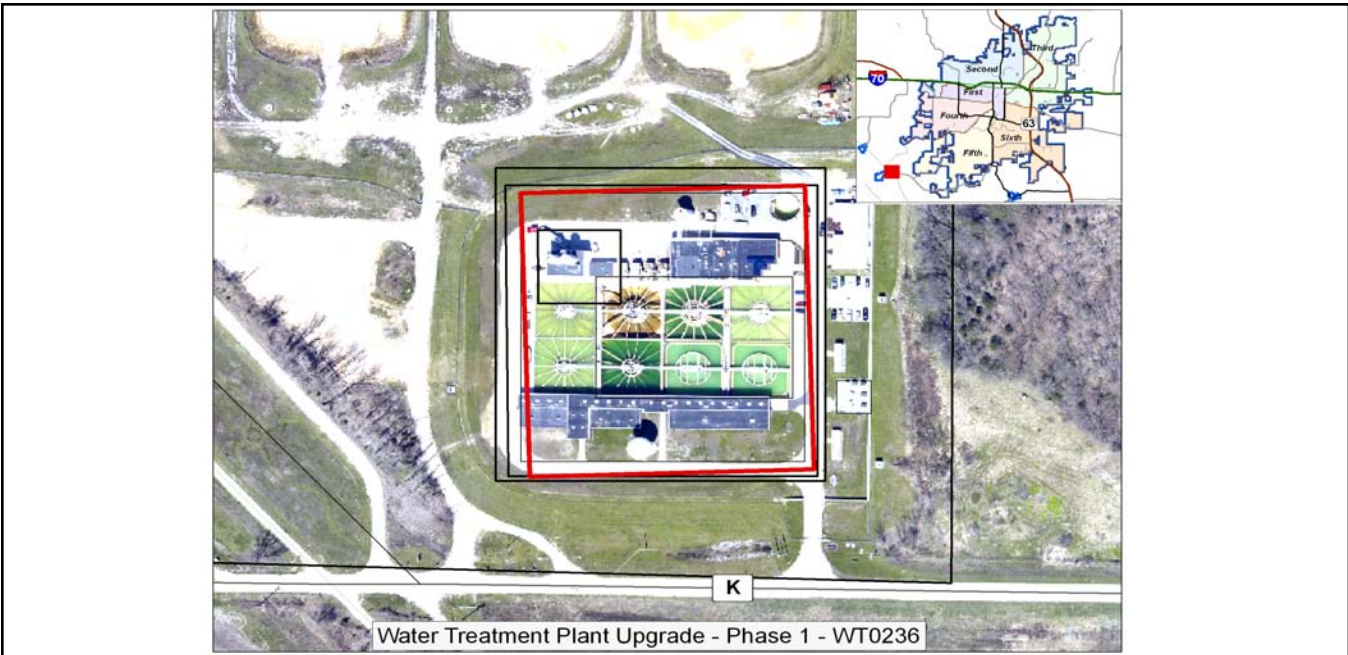 Third
Second
70
First
Fourth
63
Sixth
Fifth
K
Water Treatment Plant Upgrade - Phase 1 - WT0236